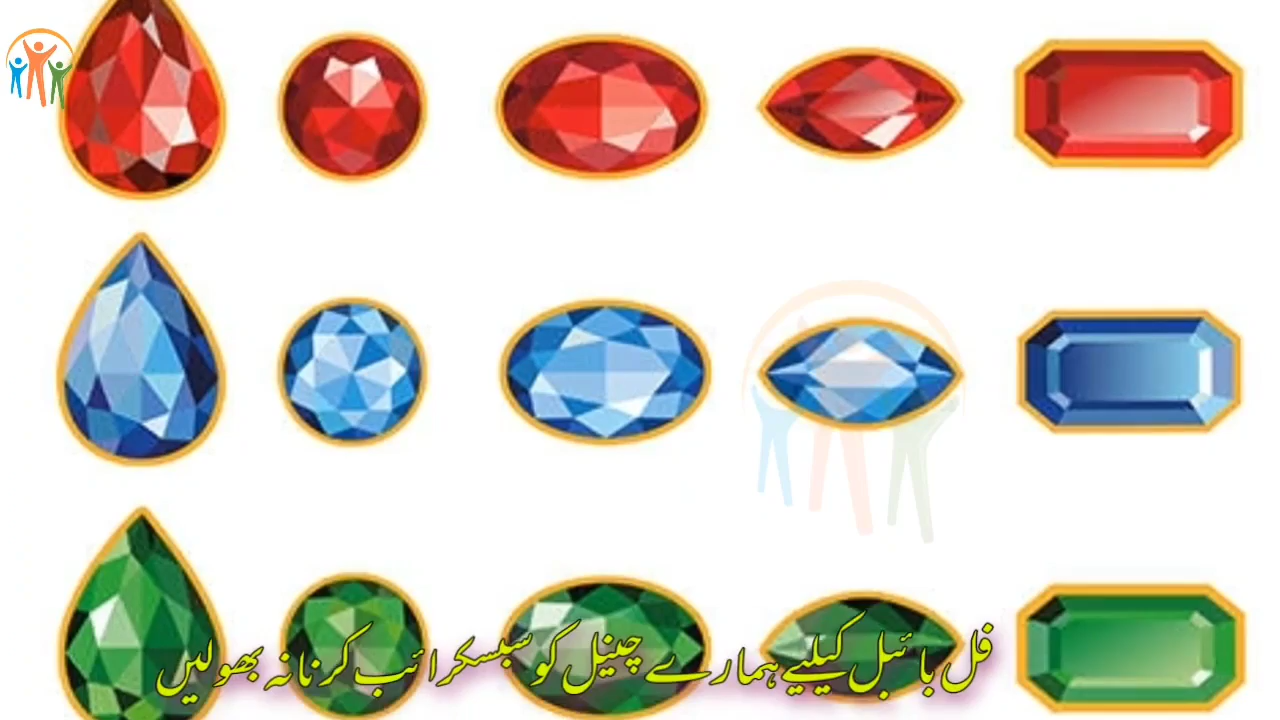 فل بائبل کیلیے ہمارے چینل کو سبسکرائب کرنا نہ بھولیں